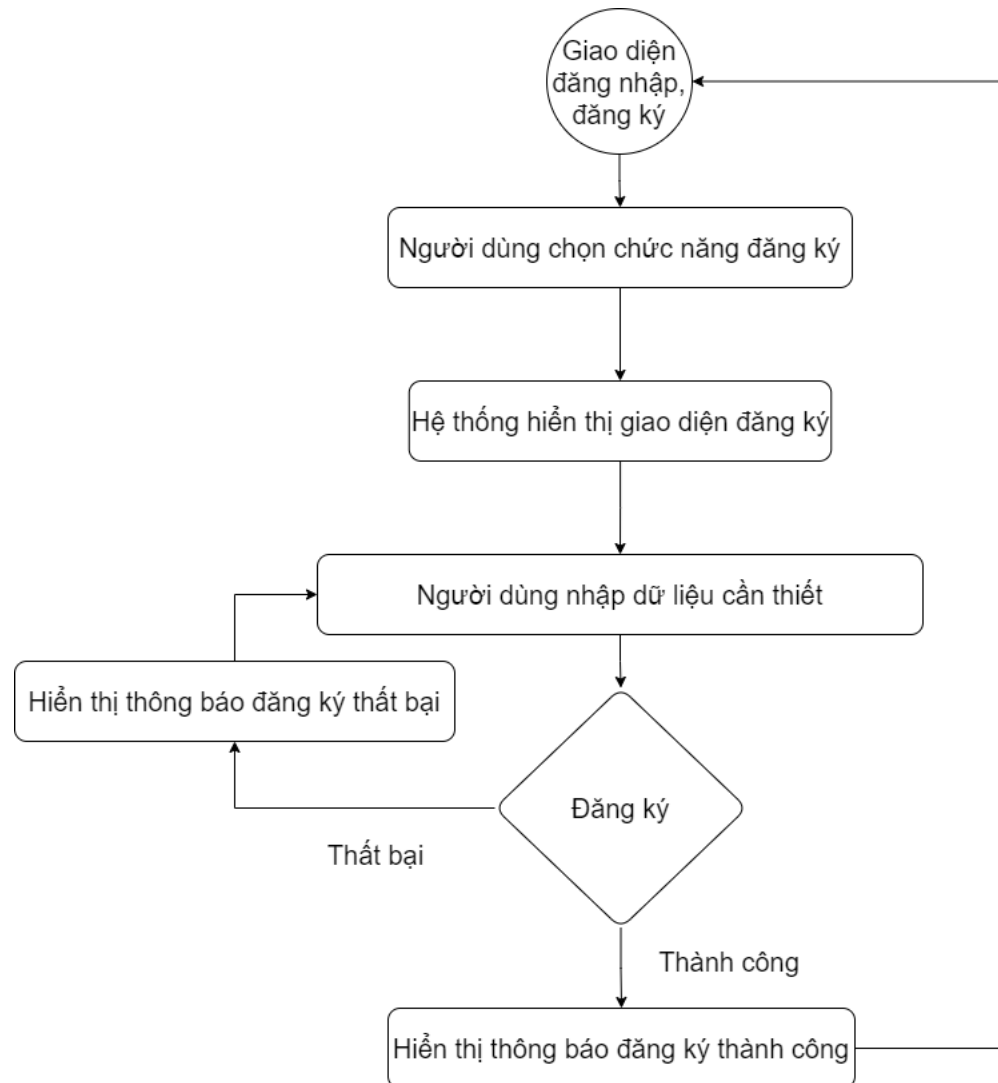 Giao diện
đăng nhập,
đăng ký
Người dùng chọn chức năng đăng ký
Hệ thống hiển thị giao diện đăng ký
Người dùng nhập dữ liệu cần thiết
Hiển thị thông báo đăng ký thất bại
Đăng ký
Thất bại
Thành công
Hiển thị thông báo đăng ký thành công